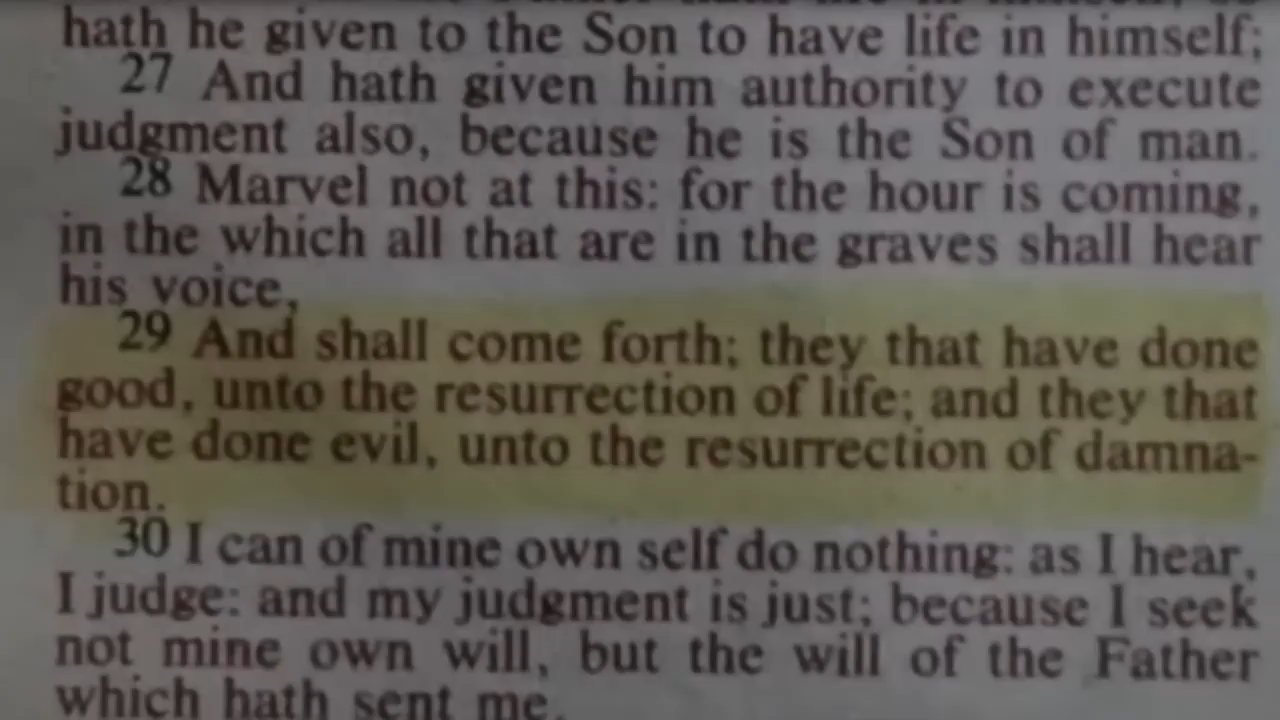 hath he given to the Son to have life in himself;
27 And hath given him authority to execute
judgment also, because he is the Son of man.
28 Marvel not at this: for the hour is coming,
in the which all that are in the graves shall hear
his voice,
29 And shall come forth; they that have done
good, unto the resurrection of life; and they that
have done evil, unto the resurrection of damna-
tion.
30 I can of mine own self do nothing: as I hear,
I judge: and my judgment is just; because I seek
not mine own will, but the will of the Father
which hath sent me.